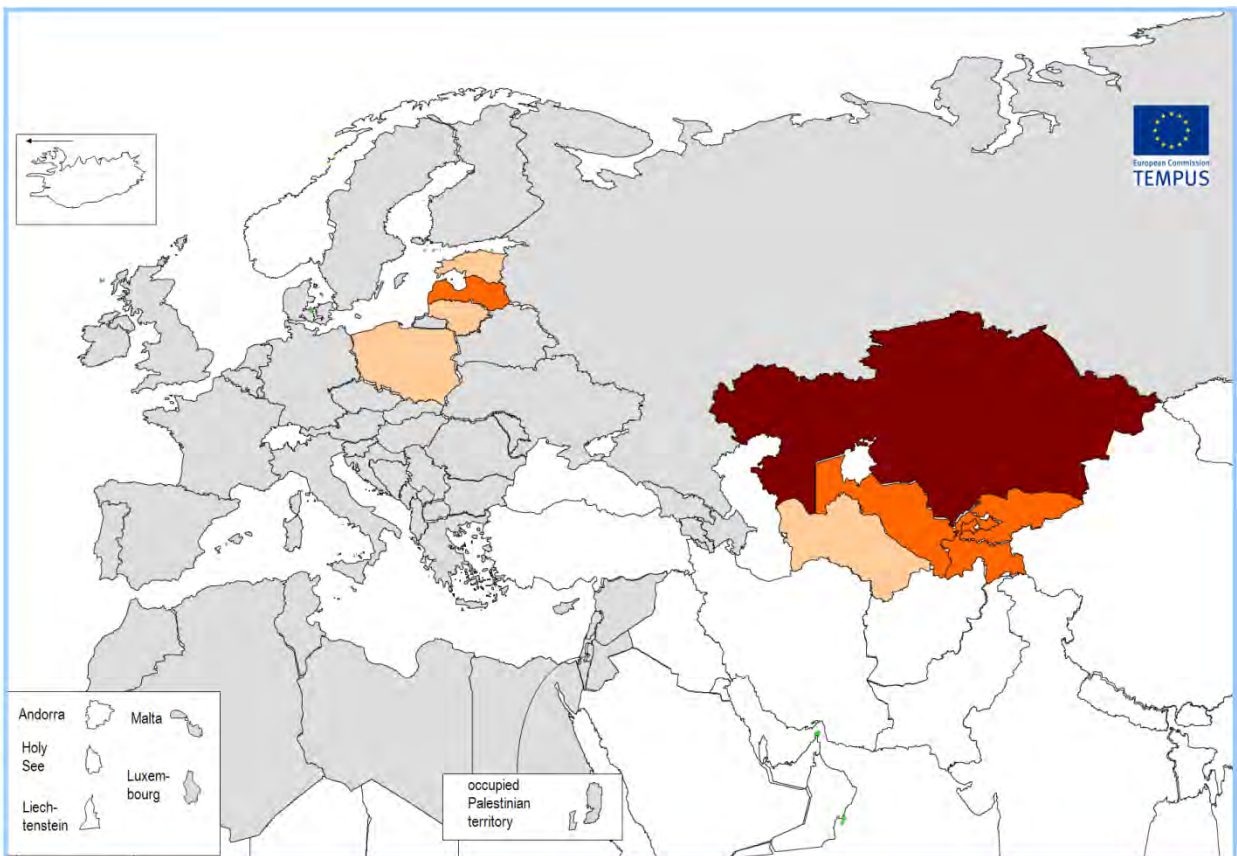 European Commission
TEMPUS
Andorra
Malta
Holy
See
Luxem-
bourg
Liech-
tenstein
occupied
Palestinian
territory